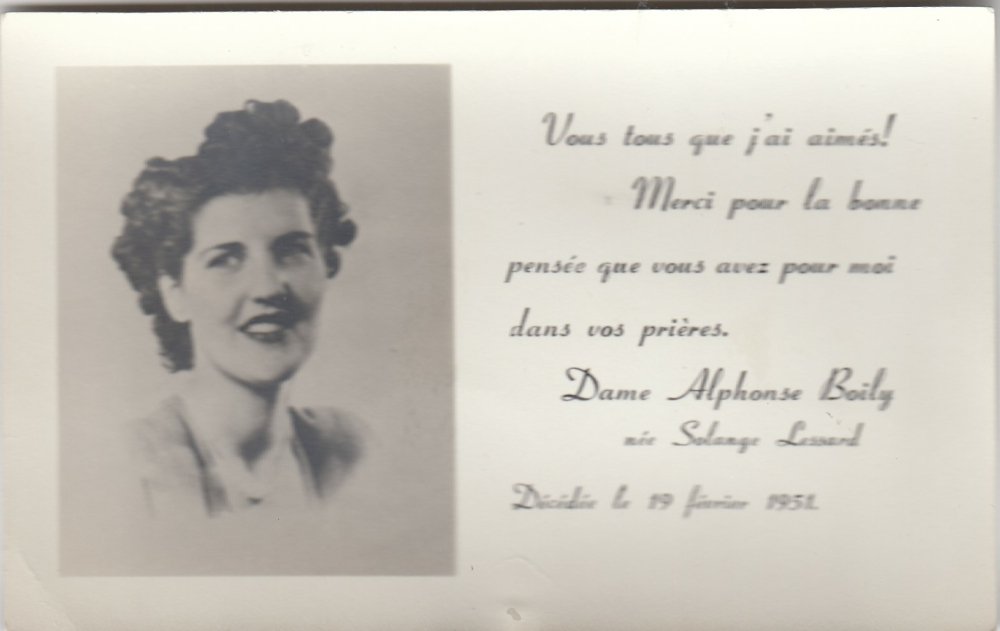 Vous tous que j'ai aimés!
Merci pour la bonne
pensée que vous avez pour moi
dans vos prières.
Dame Alphonse Boily
née Solange Lessard
Décédée le 19 février 1951.